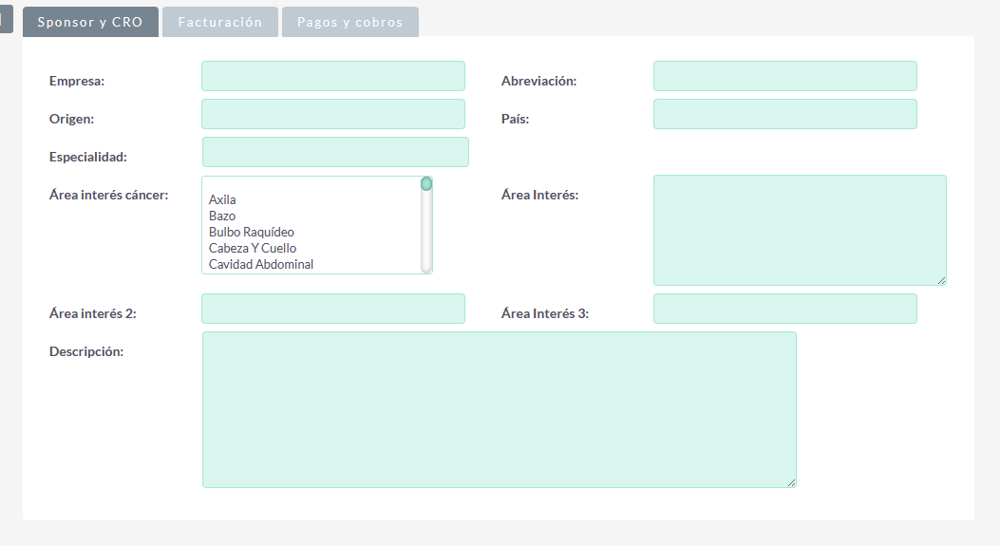 Sponsor y CRO Facturación Pagos y cobros
Empresa: Abreviación:
Origen: País:
Especialidad:
Área interés cáncer: Área Interés:
Axila
Bazo
Bulbo Raquídeo
Cabeza Y Cuello
Cavidad Abdominal
Área interés 2: Área Interés 3:
Descripción: